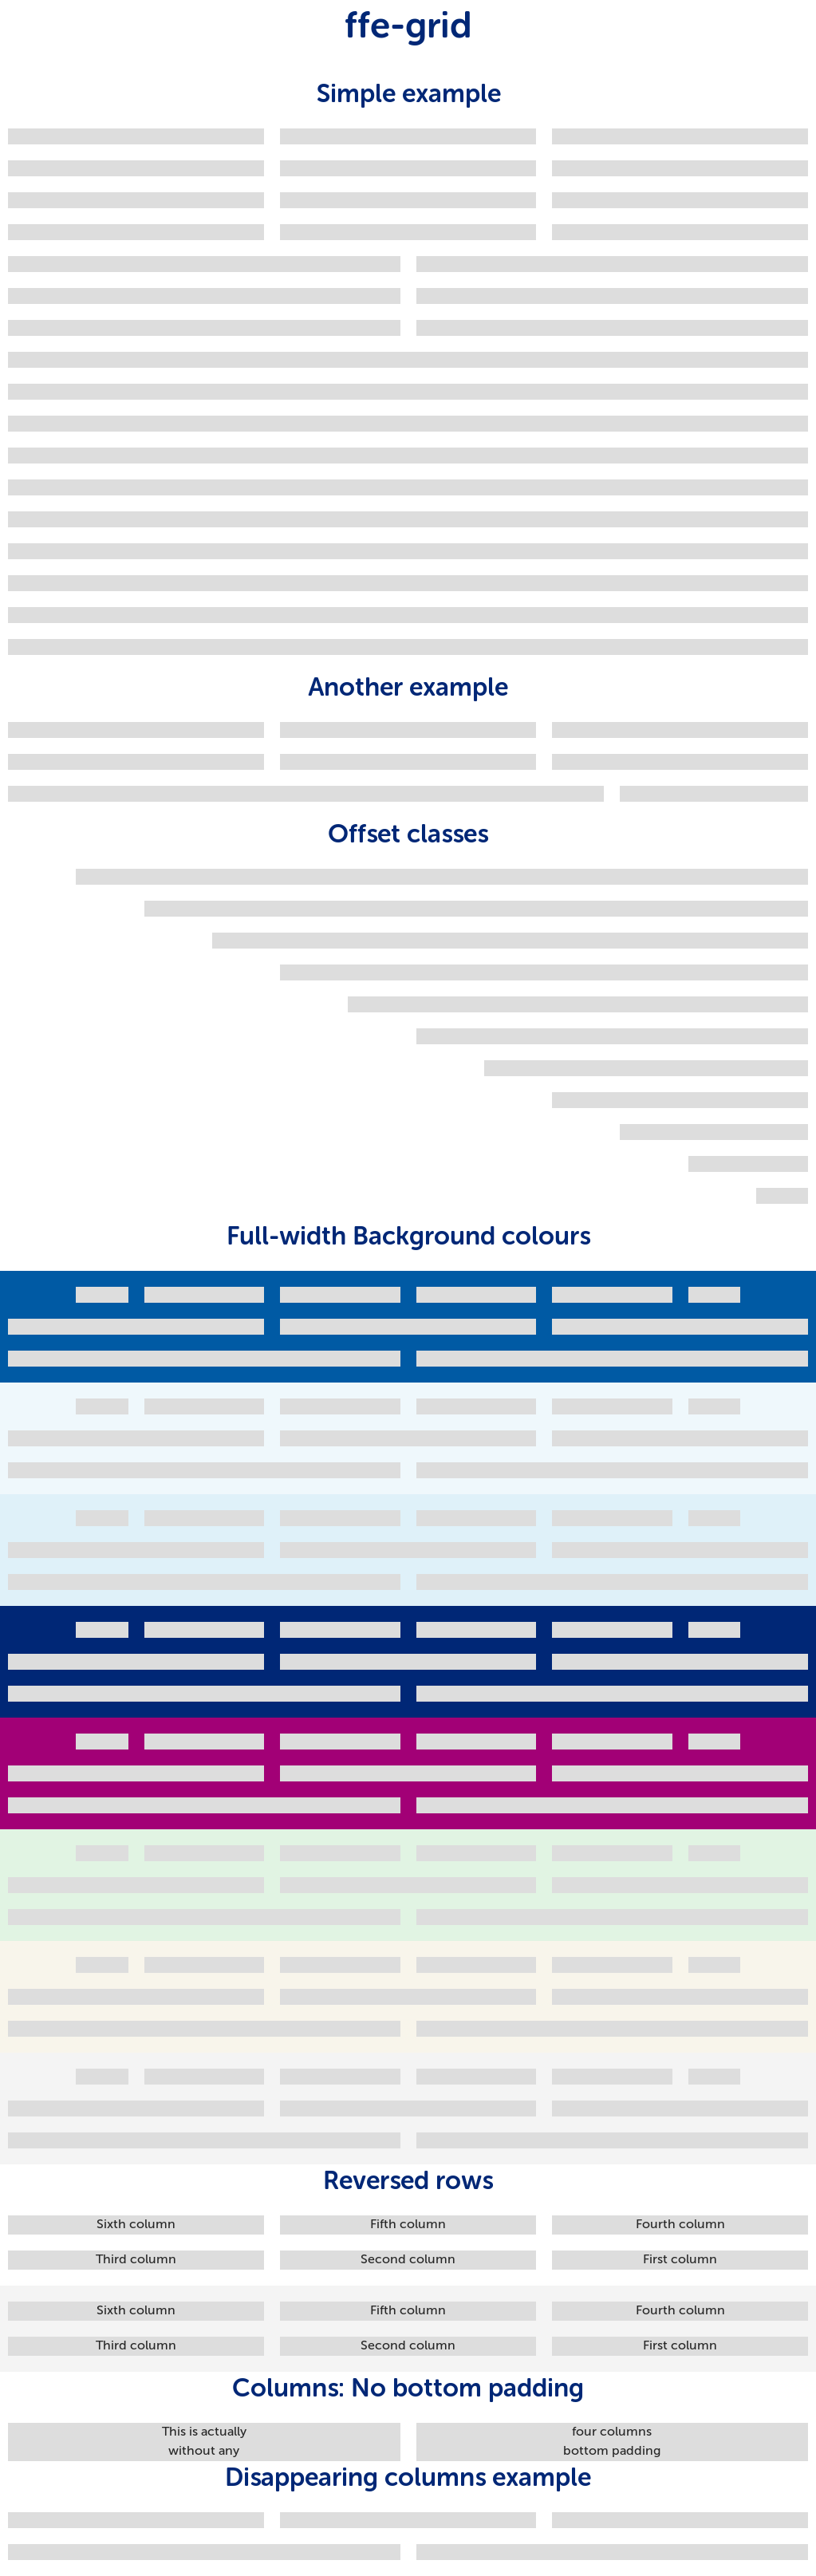 ffe-grid
Simple example
Another example
Offset classes
Full-width Background colours
Reversed rows
Sixth column Fifth column Fourth column
Third column Second column First column
Sixth column Fifth column Fourth column
Third column Second column First column
Columns: No bottom padding
This is actually four columns
without any bottom padding
Disappearing columns example